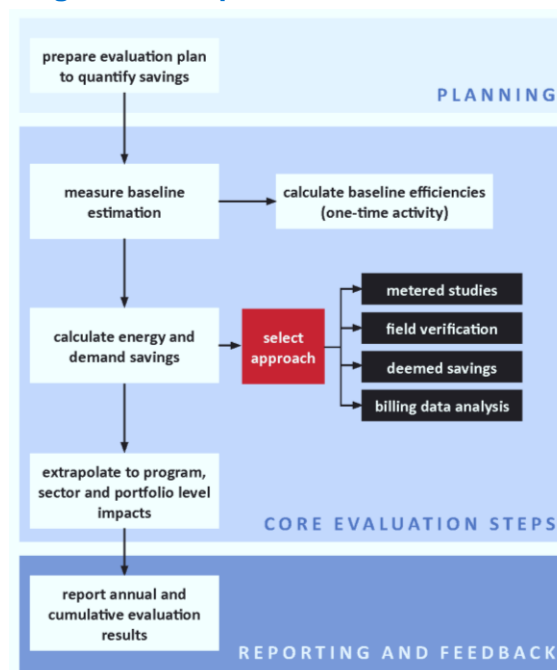 prepare evaluation plan
to quantify savings
PLANNING
measure baseline
estimation
calculate baseline efficiencies
(one-time activity)
calculate energy and
demand savings
select
approach
metered studies
field verification
deemed savings
billing data analysis
extrapolate to program,
sector and portfolio level
impacts
CORE EVALUATION STEPS
report annual and
cumulative evaluation
results
REPORTING AND FEEDBACK